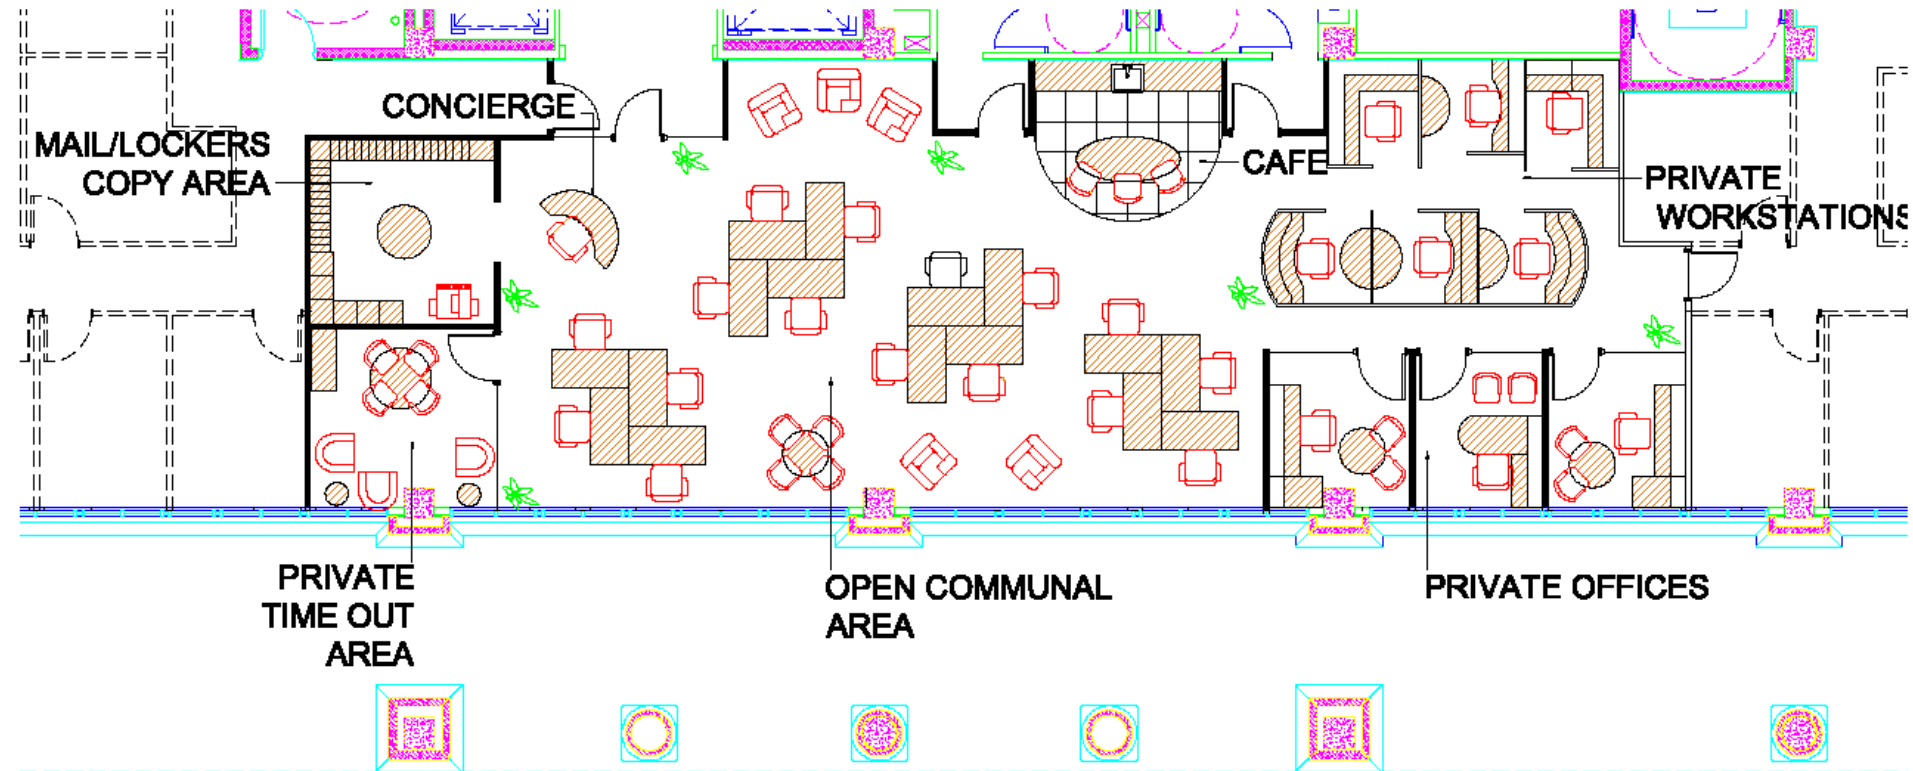 CONCIERGE
MAIL/LOCKERS
COPY AREA
CAFE
PRIVATE
WORKSTATIONS
PRIVATE
TIME OUT
AREA
OPEN COMMUNAL
AREA
PRIVATE OFFICES